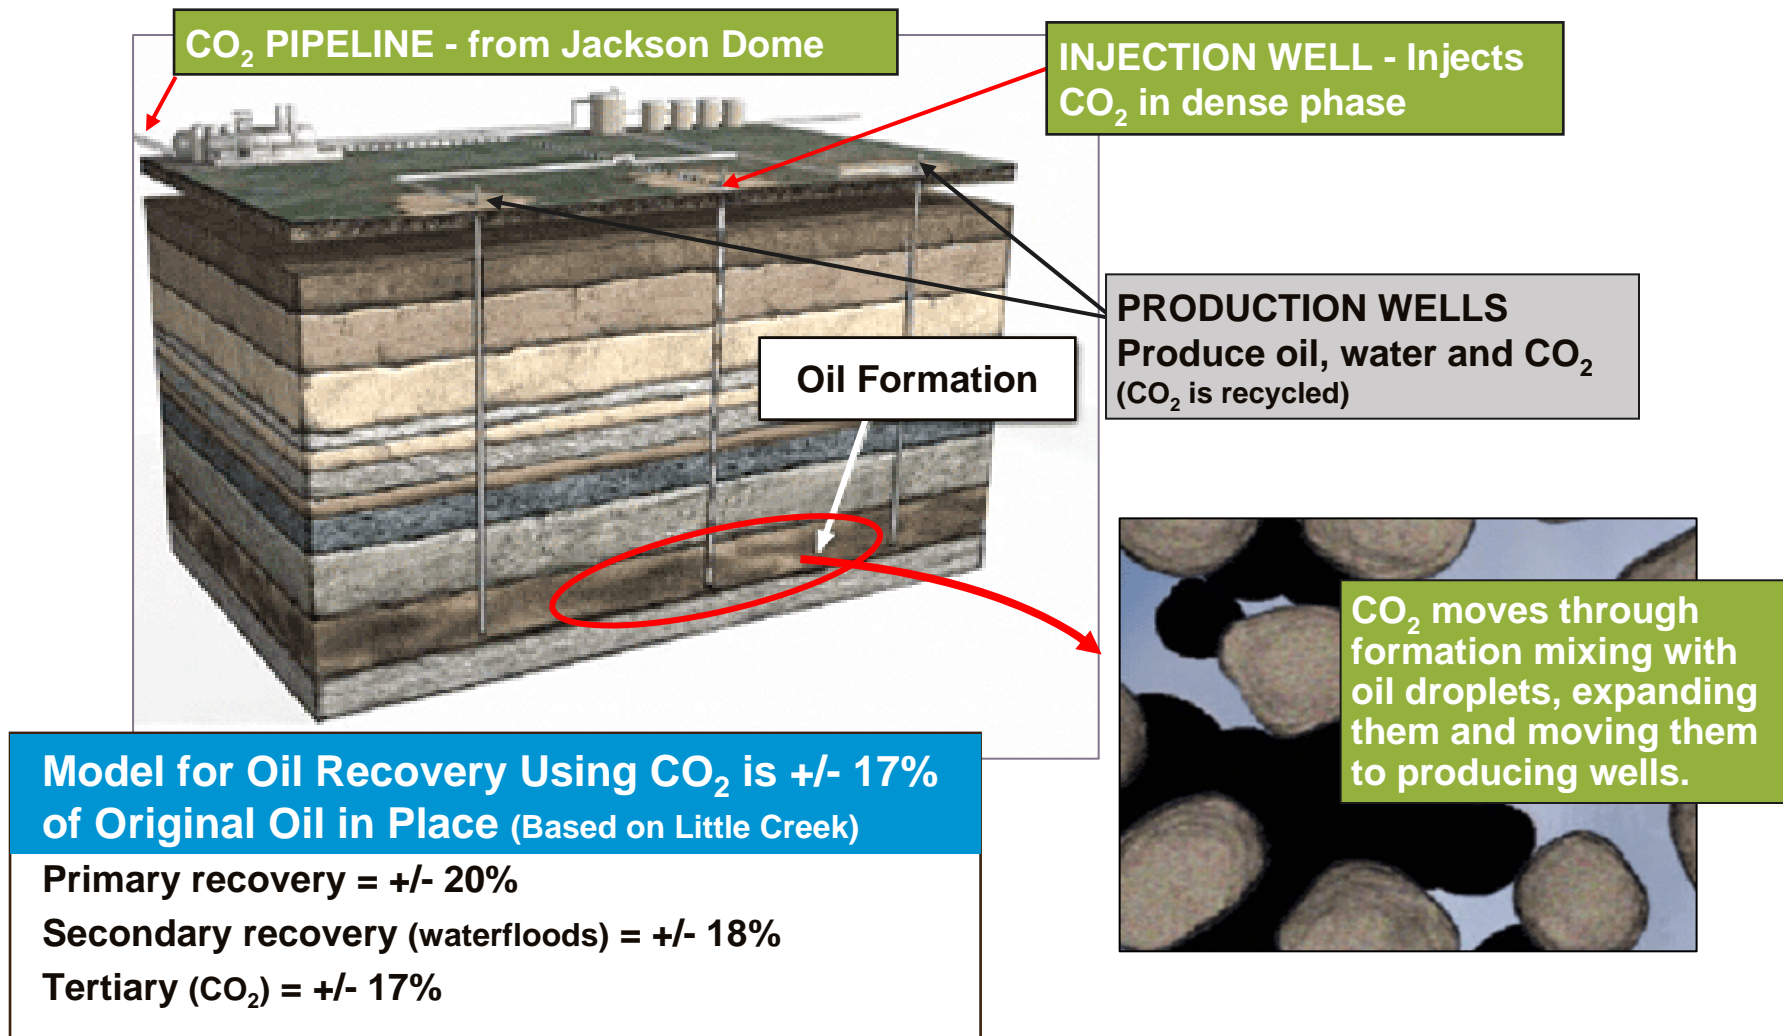 CO₂ PIPELINE - from Jackson Dome
INJECTION WELL - Injects
CO₂ in dense phase
PRODUCTION WELLS
Produce oil, water and CO₂
(CO₂ is recycled)
Oil Formation
CO₂ moves through
formation mixing with
oil droplets, expanding
them and moving them
to producing wells.
Model for Oil Recovery Using CO₂ is +/- 17%
of Original Oil in Place (Based on Little Creek)
Primary recovery = +/- 20%
Secondary recovery (waterfloods) = +/- 18%
Tertiary (CO₂) = +/- 17%